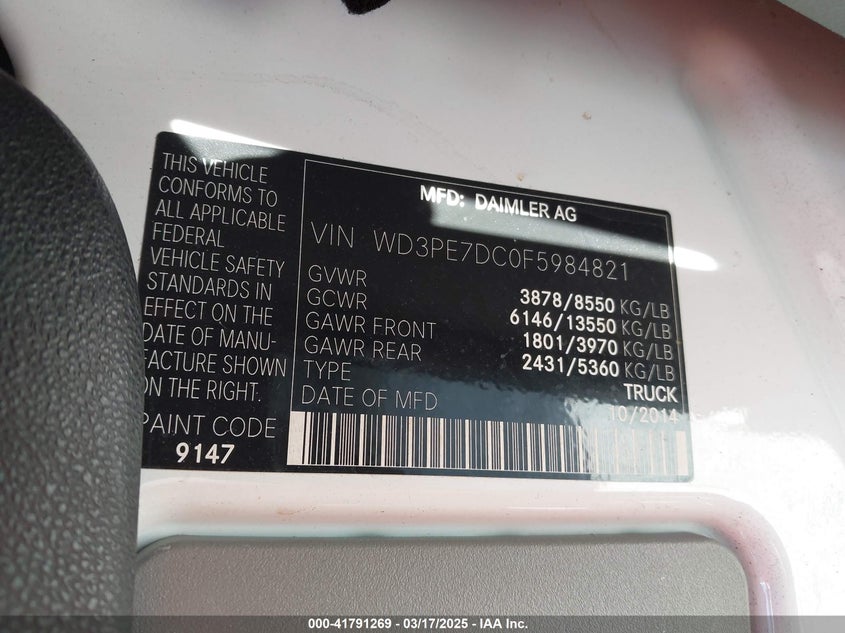 THIS VEHICLE
CONFORMS TO
ALL APPLICABLE
FEDERAL
VEHICLE SAFETY
STANDARDS IN
EFFECT ON THE
DATE OF MANU-
FACTURE SHOWN
ON THE RIGHT.
PAINT CODE
9147
MFD: DAIMLER AG
VIN WD3PE7DC0F5984821
GVWR 3878/8550 KG/LB
GCWR 6146/13550 KG/LB
GAWR FRONT 1801/3970 KG/LB
GAWR REAR 2431/5360 KG/LB
TYPE TRUCK
DATE OF MFD 10/2014
000-41791269 - 03/17/2025 - IAA Inc.